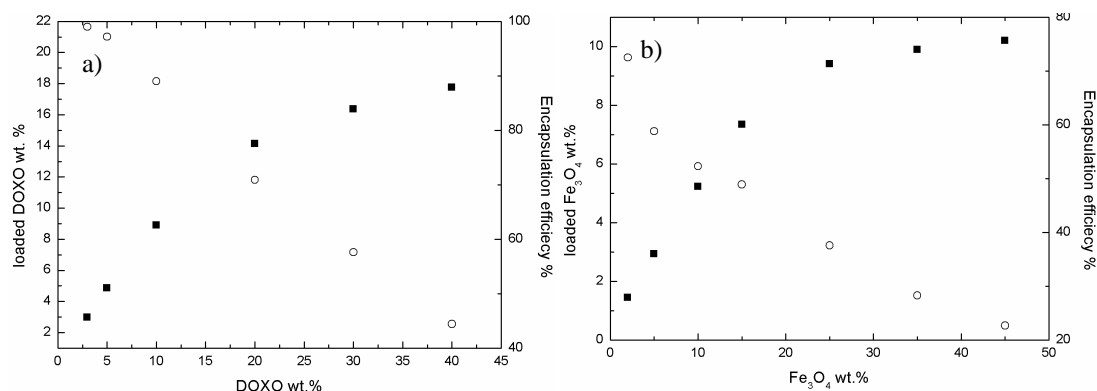 a)
loaded DOXO wt. %
22
20
18
16
14
12
10
8
6
4
2
0 5 10 15 20 25 30 35 40 45
DOXO wt.%
100
80
60
40
Encapsulation efficiecy %
b)
loaded Fe3O4 wt.%
10
8
6
4
2
0
0 10 20 30 40 50
Fe3O4 wt.%
80
60
40
20
Encapsulation efficiecy %